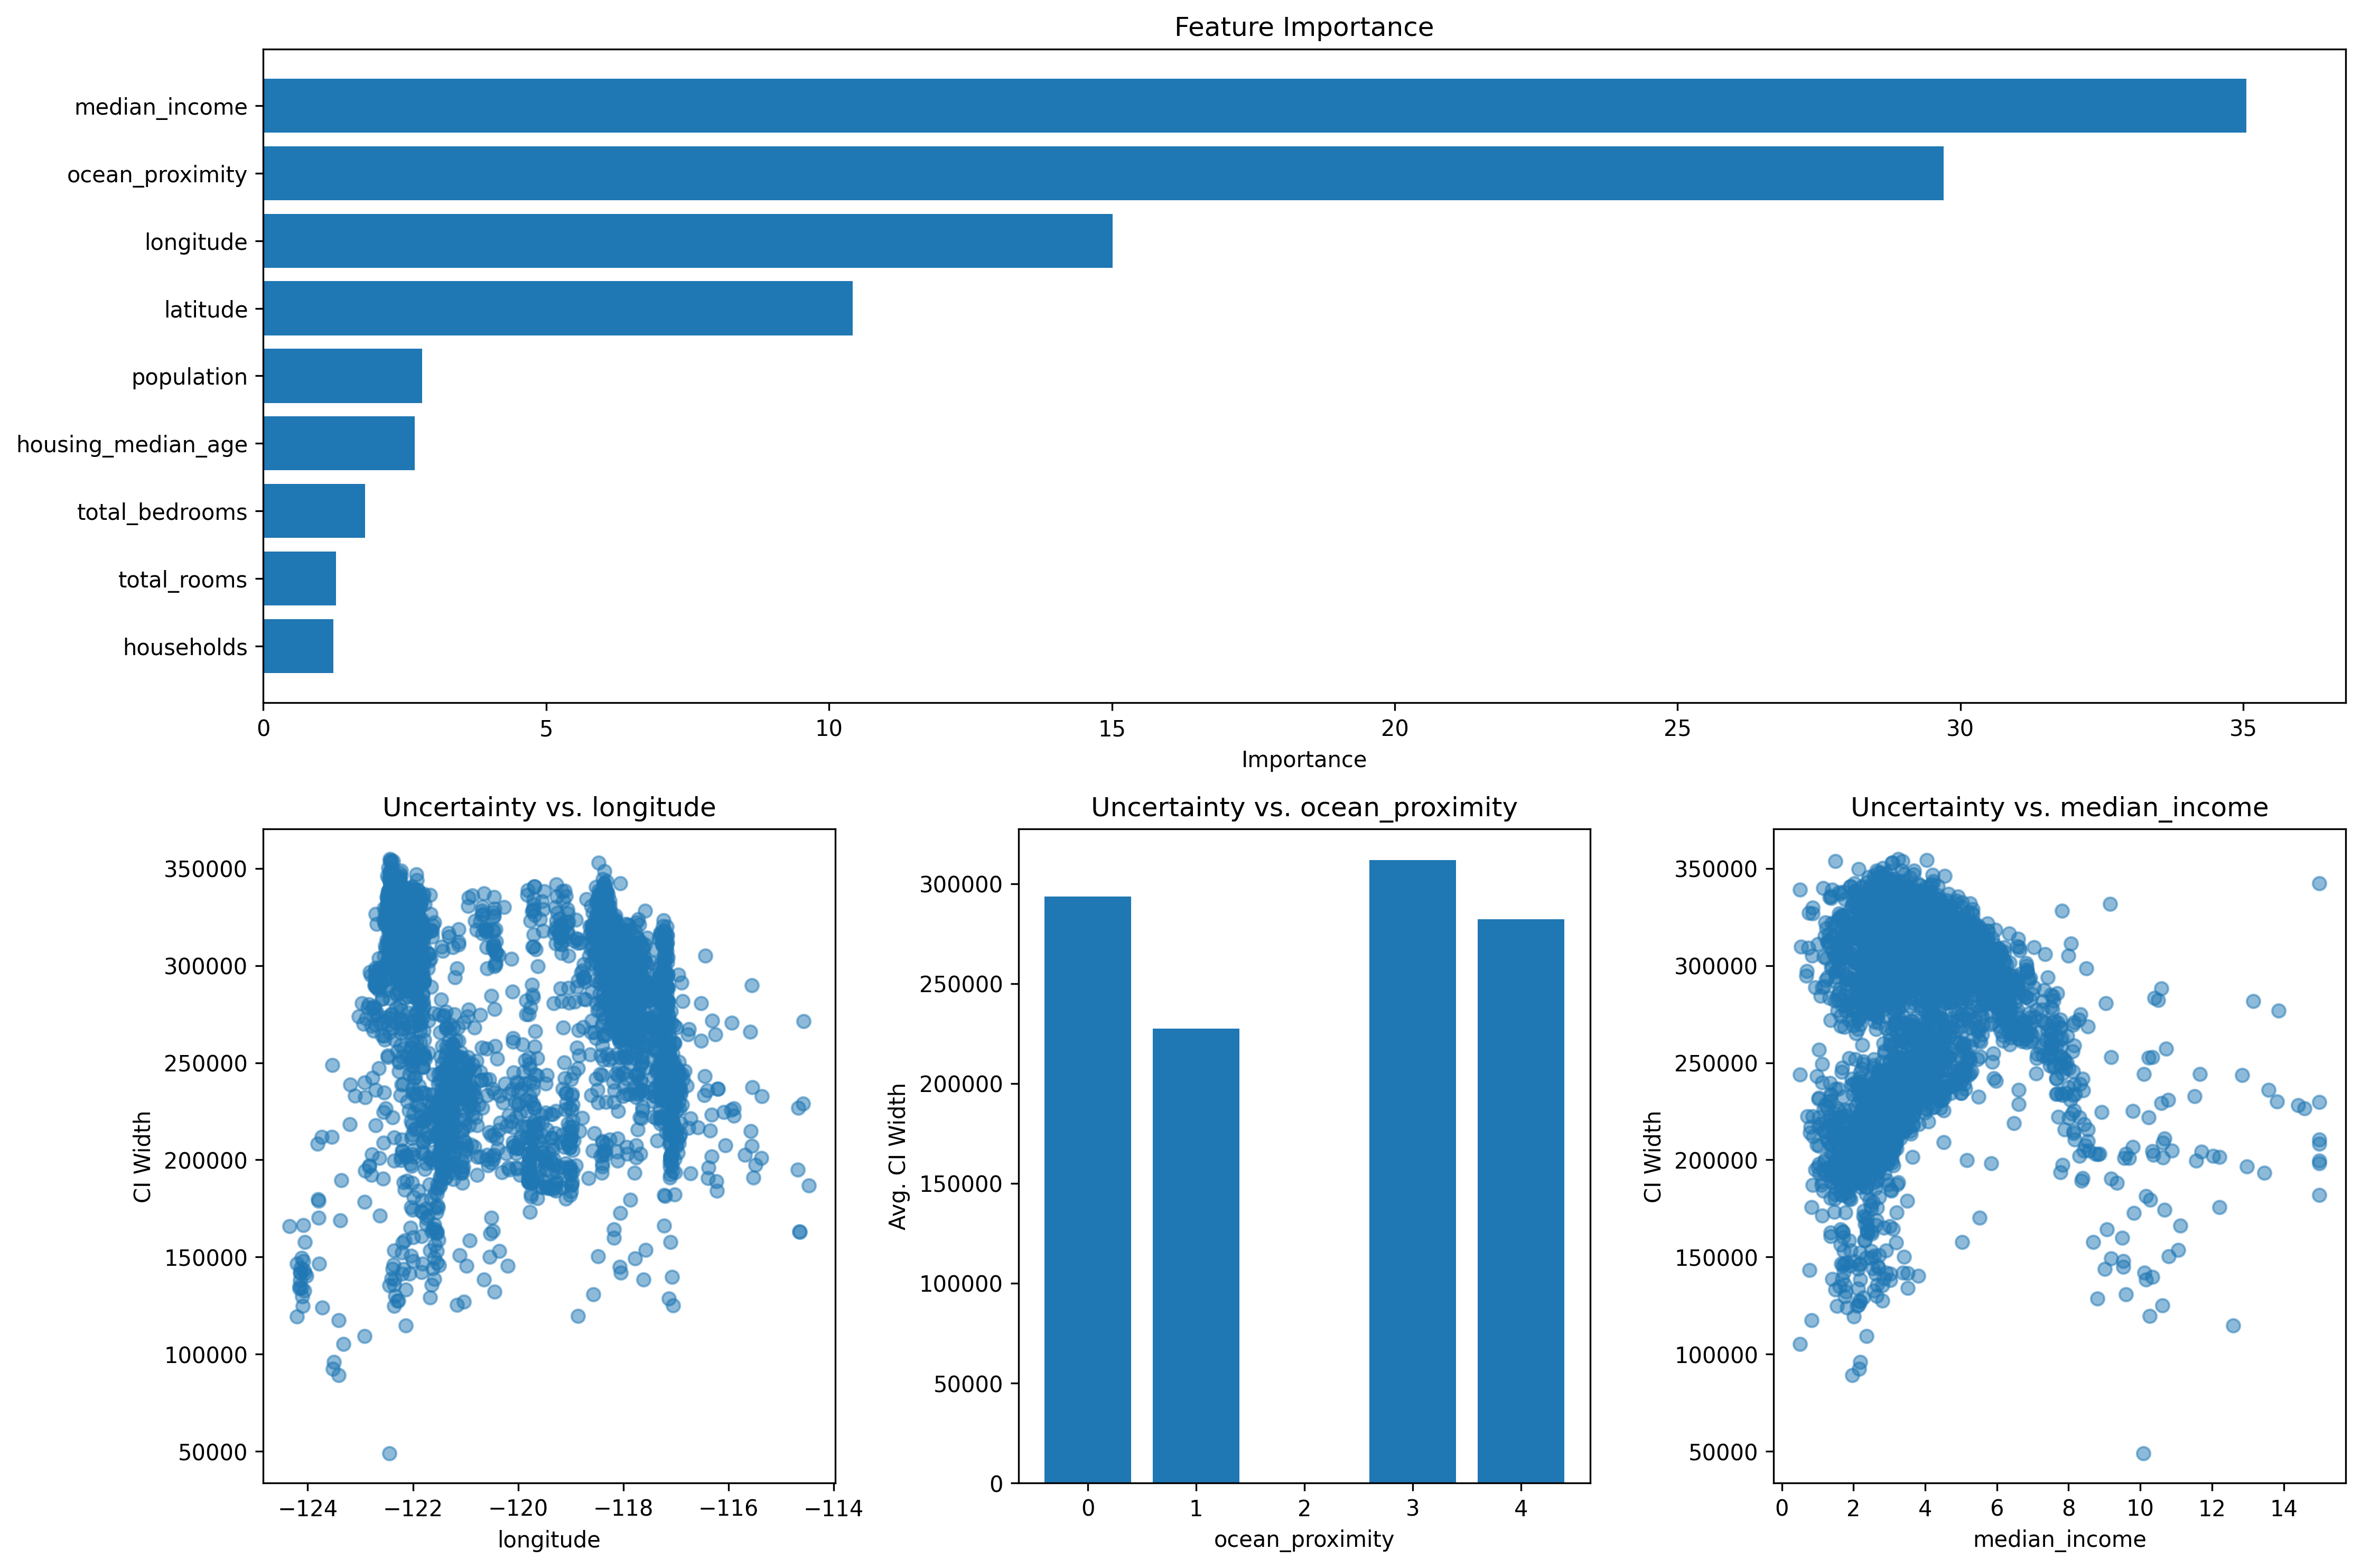 Feature Importance
median_income
ocean_proximity
longitude
latitude
population
housing_median_age
total_bedrooms
total_rooms
households
0 5 10 15 20 25 30 35
Importance
Uncertainty vs. longitude
CI Width
350000
300000
250000
200000
150000
100000
50000
−124 −122 −120 −118 −116 −114
longitude
Uncertainty vs. ocean_proximity
Avg. CI Width
300000
250000
200000
150000
100000
50000
0
0 1 2 3 4
ocean_proximity
Uncertainty vs. median_income
CI Width
350000
300000
250000
200000
150000
100000
50000
0 2 4 6 8 10 12 14
median_income